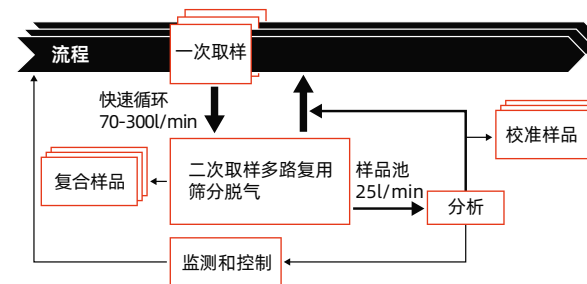 流程
一次取样
快速循环
70-300l/min
校准样品
复合样品
二次取样多路复用
筛分脱气
样品池
25l/min
分析
监测和控制